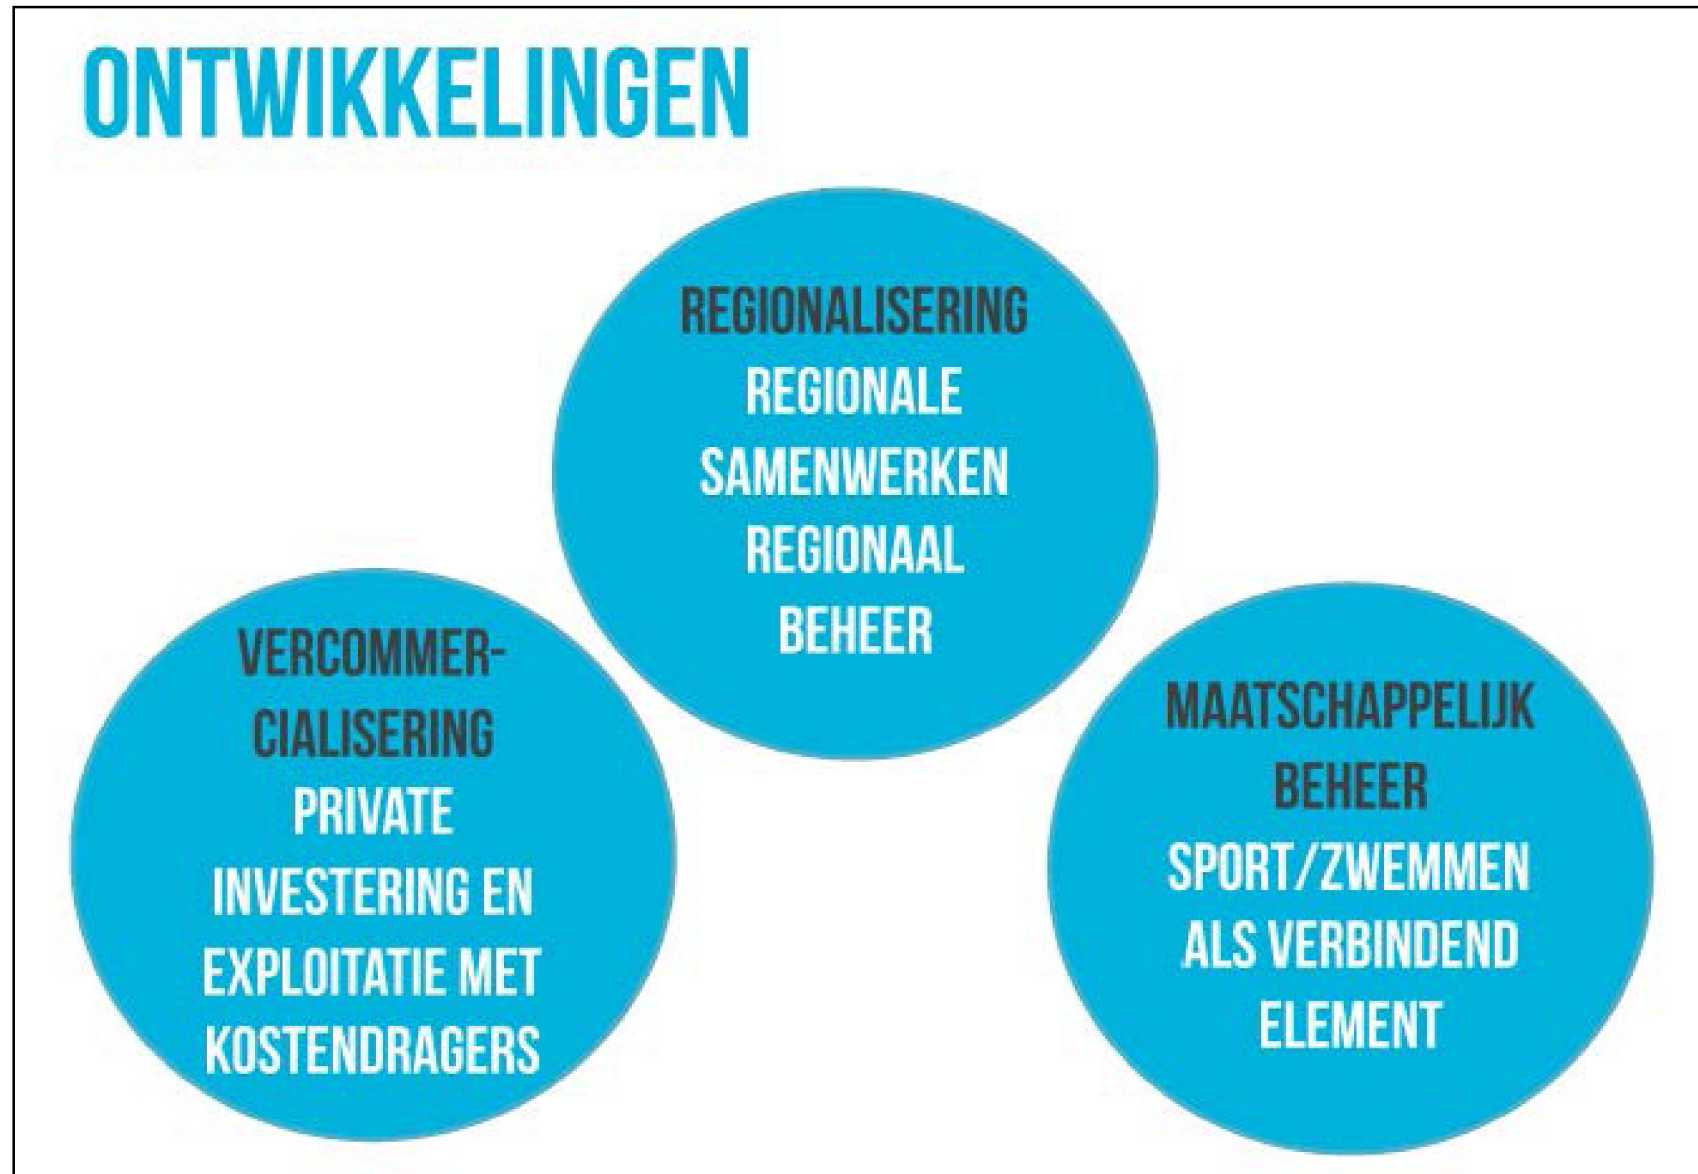 ONTWIKKELINGEN
REGIONALISERING
REGIONALE
SAMENWERKEN
REGIONAAL
BEHEER
VERCOMMER-
CIALISERING
PRIVATE
INVESTERING EN
EXPLOITATIE MET
KOSTENDRAGERS
MAATSCHAPPELIJK
BEHEER
SPORT/ZWEMMEN
ALS VERBINDEND
ELEMENT